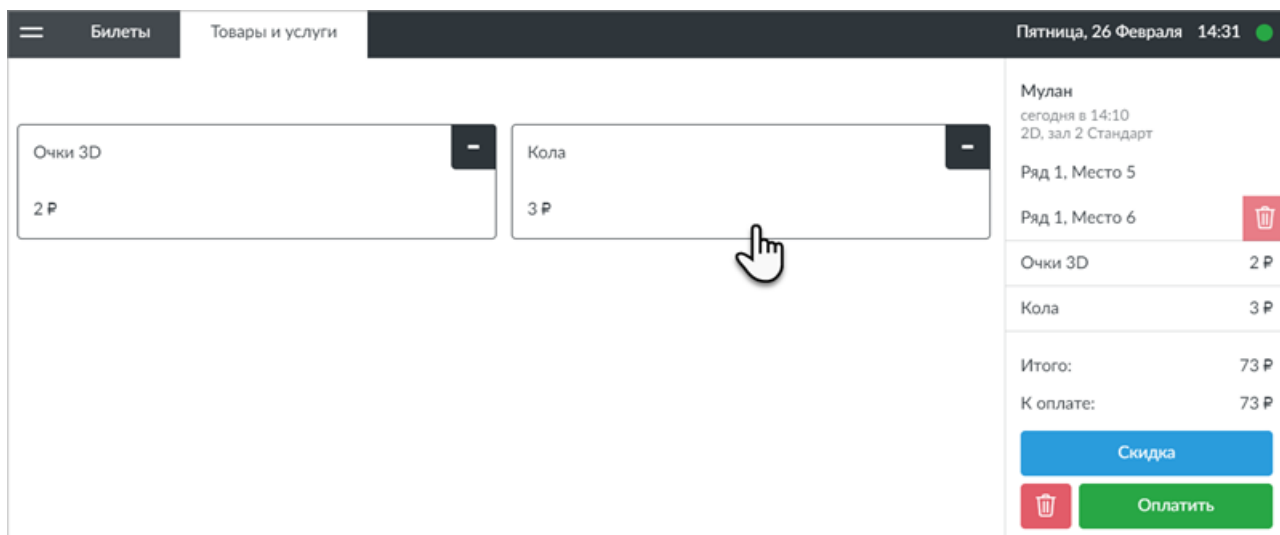 Билеты
Товары и услуги
Пятница, 26 Февраля 14:31
Очки 3D
2 ₽
Кола
3 ₽
Мулан
сегодня в 14:10
2D, зал 2 Стандарт
Ряд 1, Место 5
Ряд 1, Место 6
Очки 3D 2 ₽
Кола 3 ₽
Итого: 73 ₽
К оплате: 73 ₽
Скидка
Оплатить